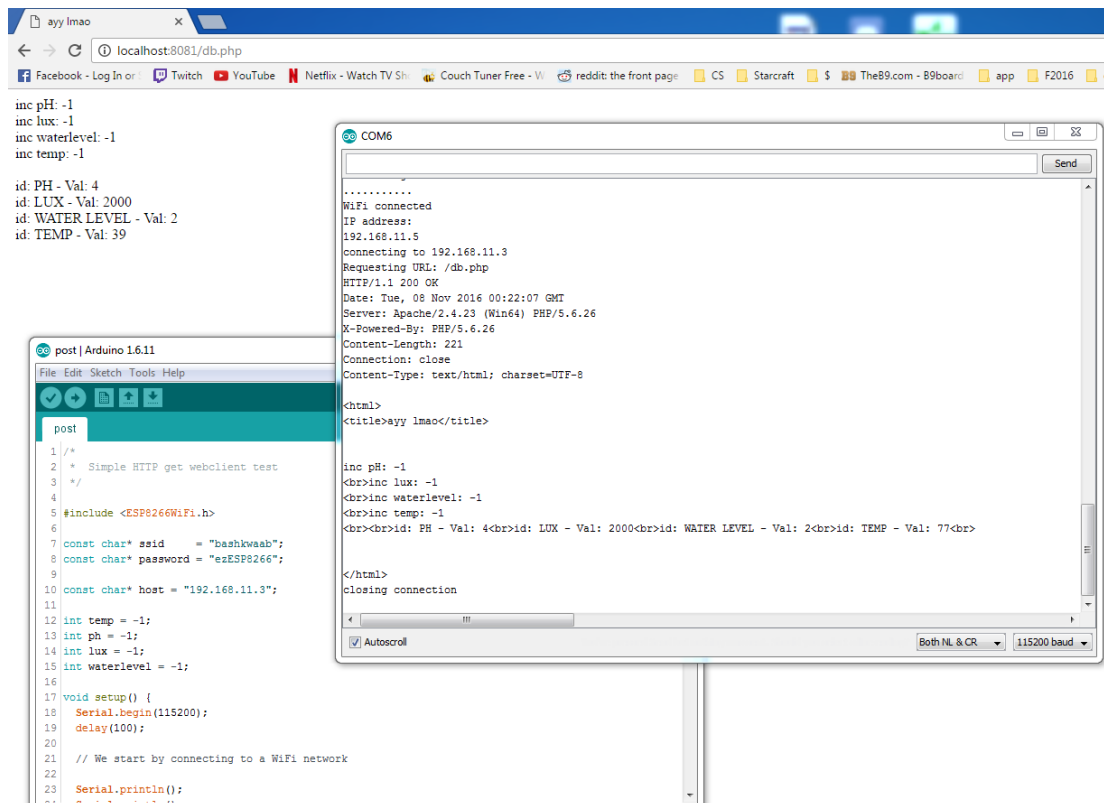 ayy lmao
localhost:8081/db.php
Facebook - Log In or Twitch YouTube Netflix - Watch TV Sh Couch Tuner Free - W reddit: the front page CS Starcraft $ TheB9.com - B9board app F2016
inc pH: -1
inc lux: -1
inc waterlevel: -1
inc temp: -1
id: PH - Val: 4
id: LUX - Val: 2000
id: WATER LEVEL - Val: 2
id: TEMP - Val: 39
COM6
Send
...........
WiFi connected
IP address:
192.168.11.5
connecting to 192.168.11.3
Requesting URL: /db.php
HTTP/1.1 200 OK
Date: Tue, 08 Nov 2016 00:22:07 GMT
Server: Apache/2.4.23 (Win64) PHP/5.6.26
X-Powered-By: PHP/5.6.26
Content-Length: 221
Connection: close
Content-Type: text/html; charset=UTF-8
<html>
<title>ayy lmao</title>
inc pH: -1
<br>inc lux: -1
<br>inc waterlevel: -1
<br>inc temp: -1
<br><br>id: PH - Val: 4<br>id: LUX - Val: 2000<br>id: WATER LEVEL - Val: 2<br>id: TEMP - Val: 77<br>
</html>
closing connection
Autoscroll Both NL & CR 115200 baud
post | Arduino 1.6.11
File Edit Sketch Tools Help
post
1 /*
2 * Simple HTTP get webclient test
3 */
4
5 #include <ESP8266WiFi.h>
6
7 const char* ssid     = "bashkwaab";
8 const char* password = "ezESP8266";
9
10 const char* host = "192.168.11.3";
11
12 int temp = -1;
13 int ph = -1;
14 int lux = -1;
15 int waterlevel = -1;
16
17 void setup() {
18 Serial.begin(115200);
19 delay(100);
20
21 // We start by connecting to a WiFi network
22
23 Serial.println();